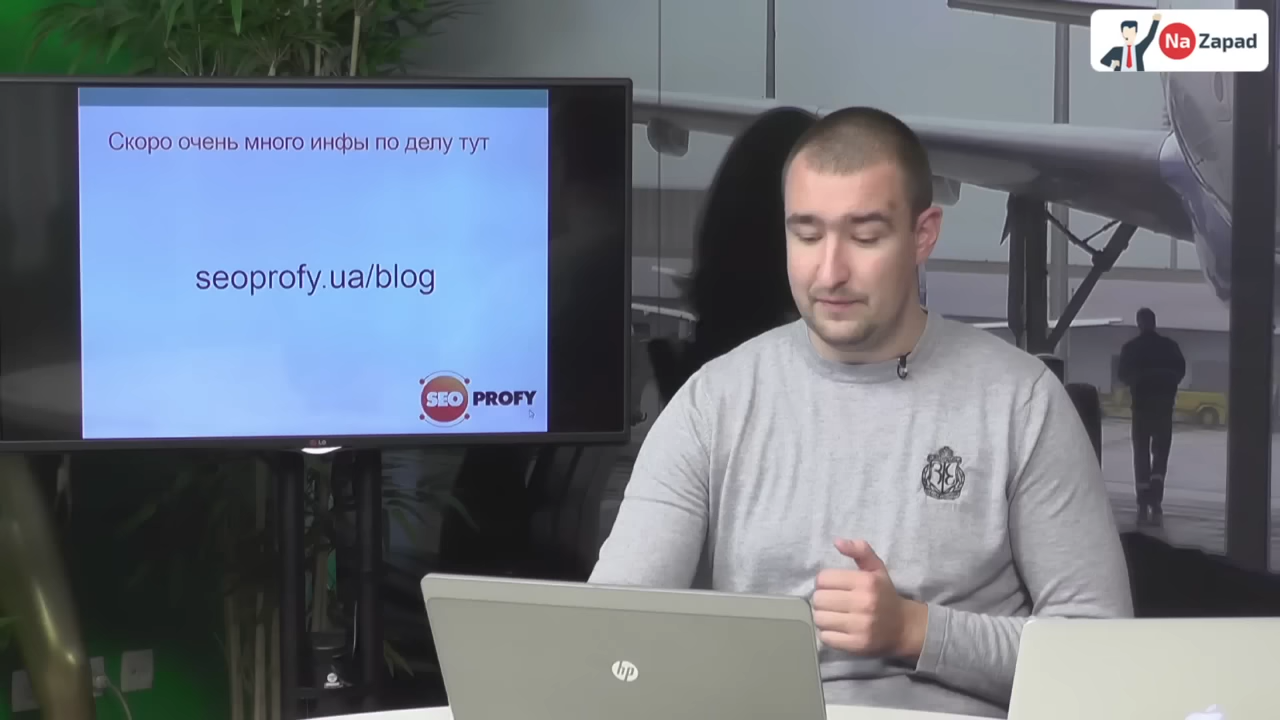 Na Zapad
Скоро очень много инфы по делу тут
seoprofy.ua/blog
SEO PROFY
LG
hp